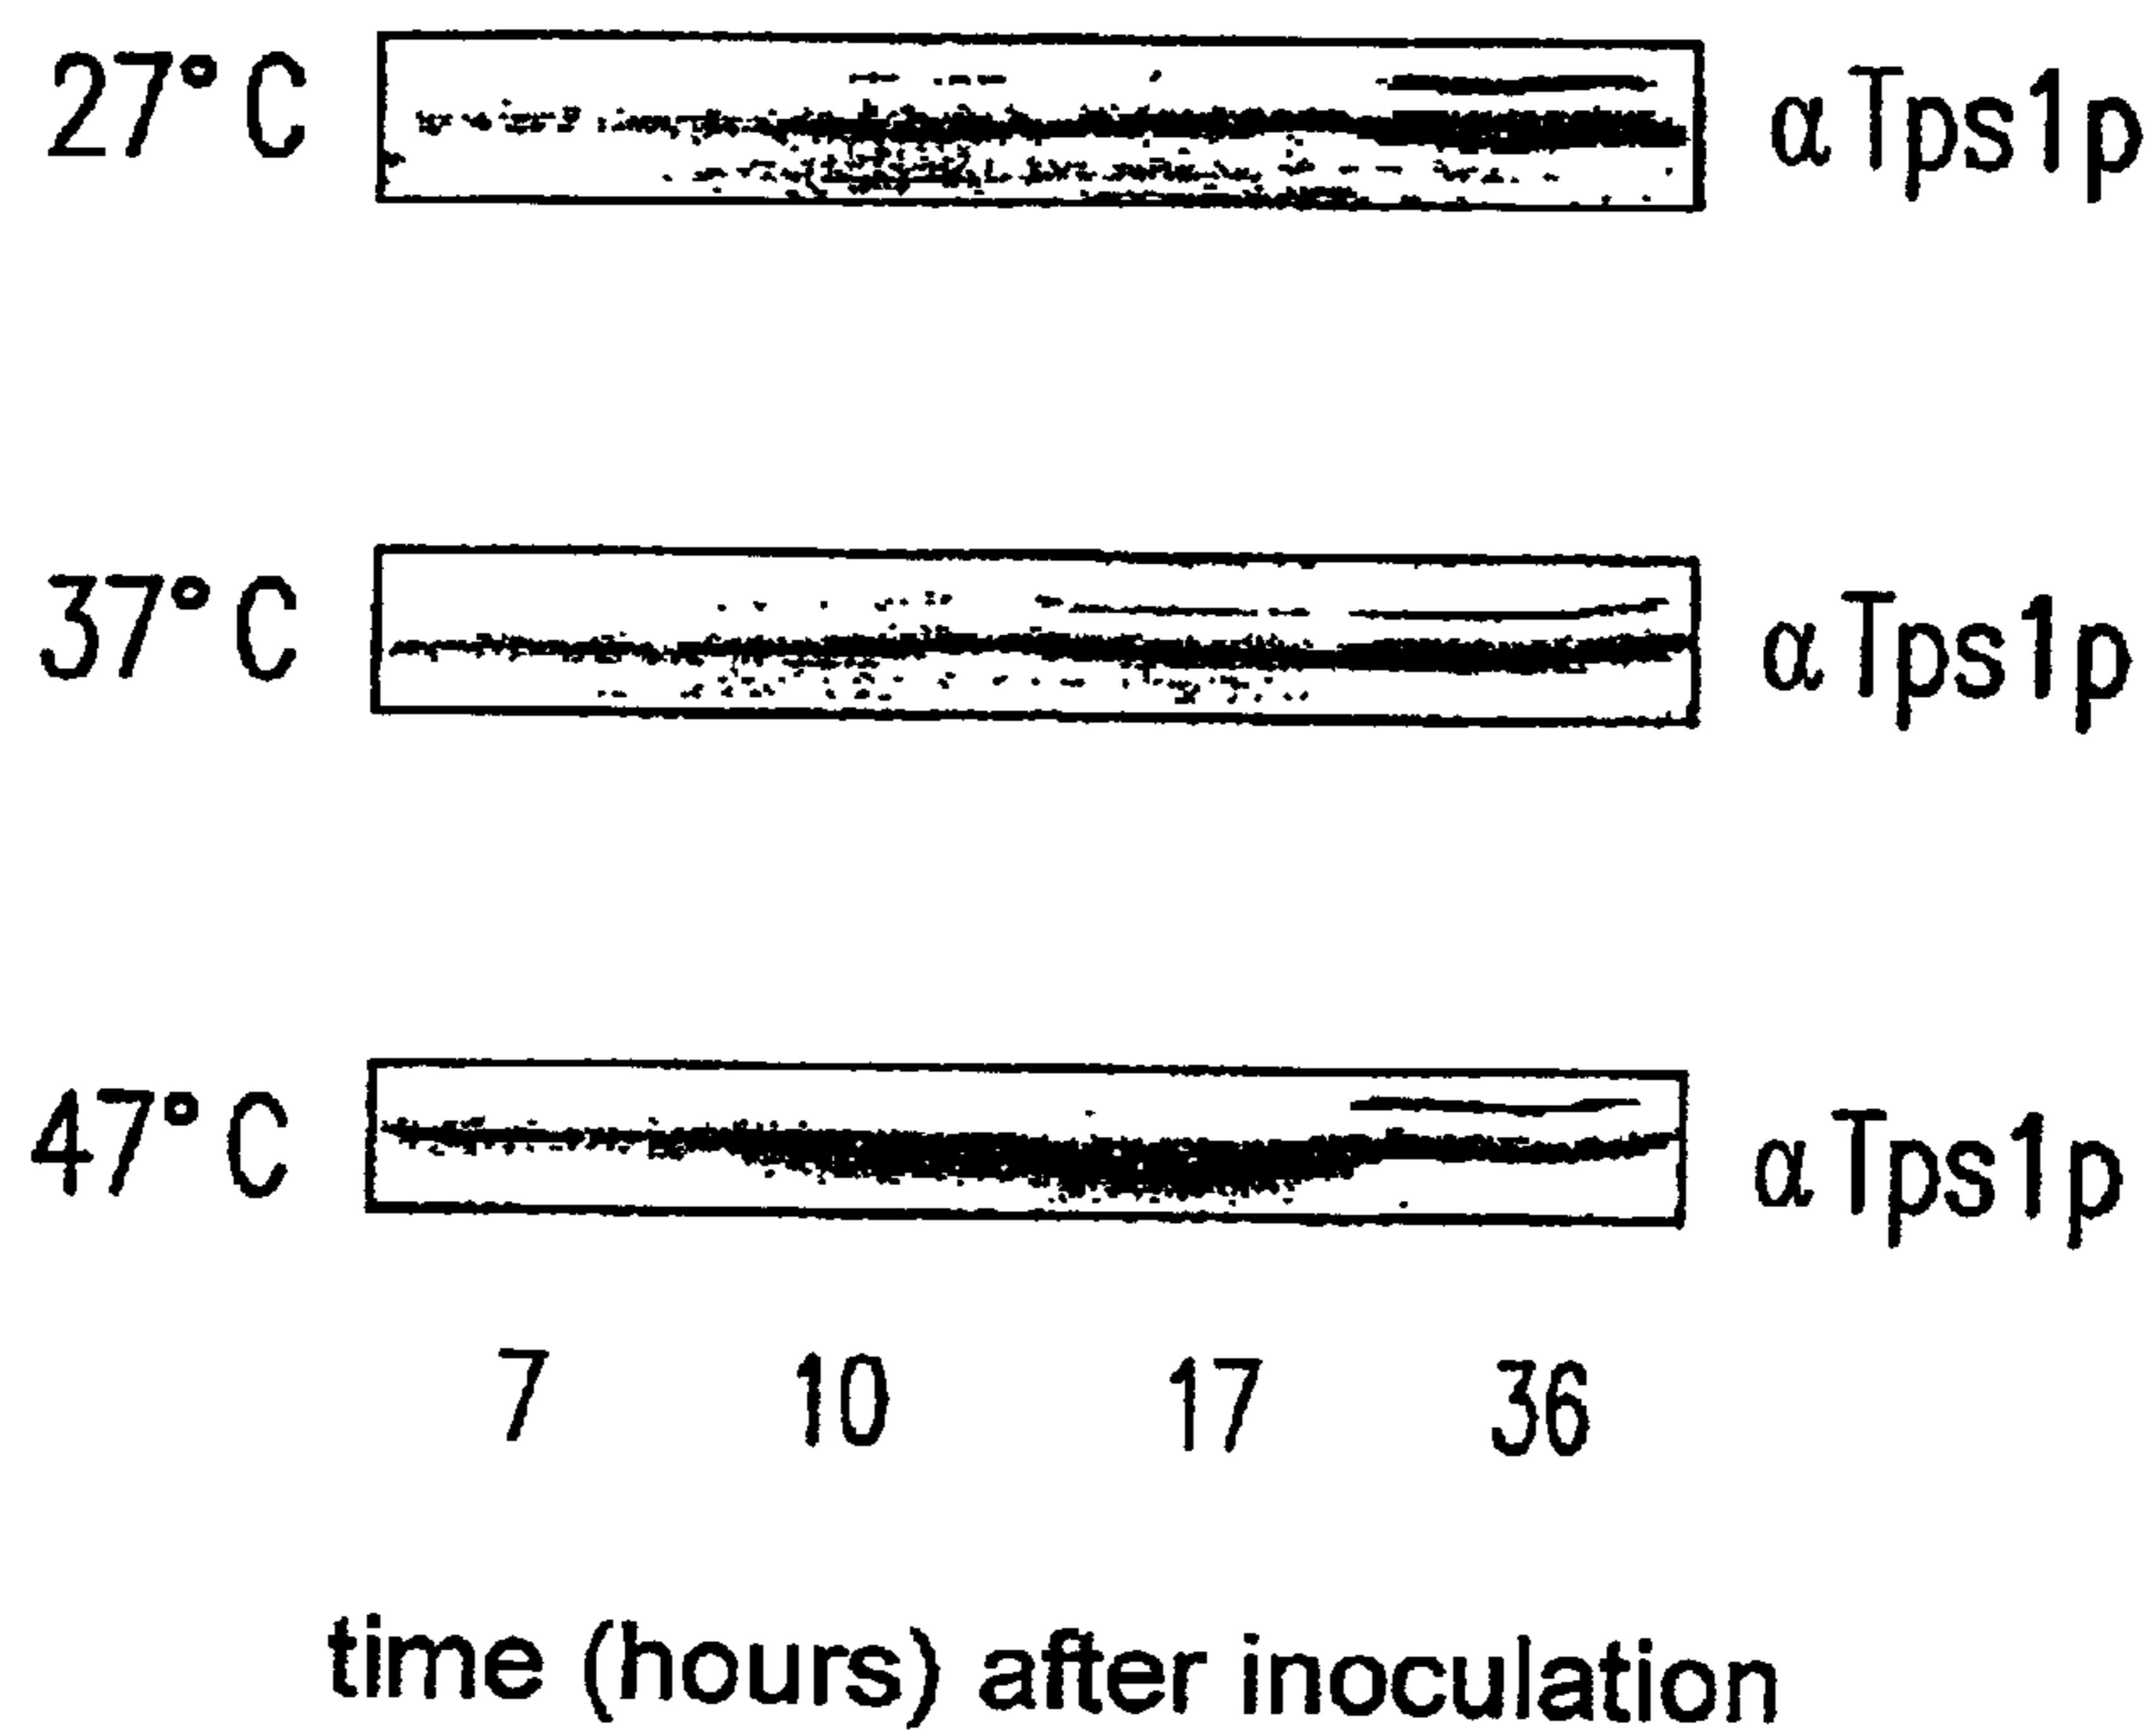 27°C αTps1p
37°C αTps1p
47°C αTps1p
7 10 17 36
time (hours) after inoculation